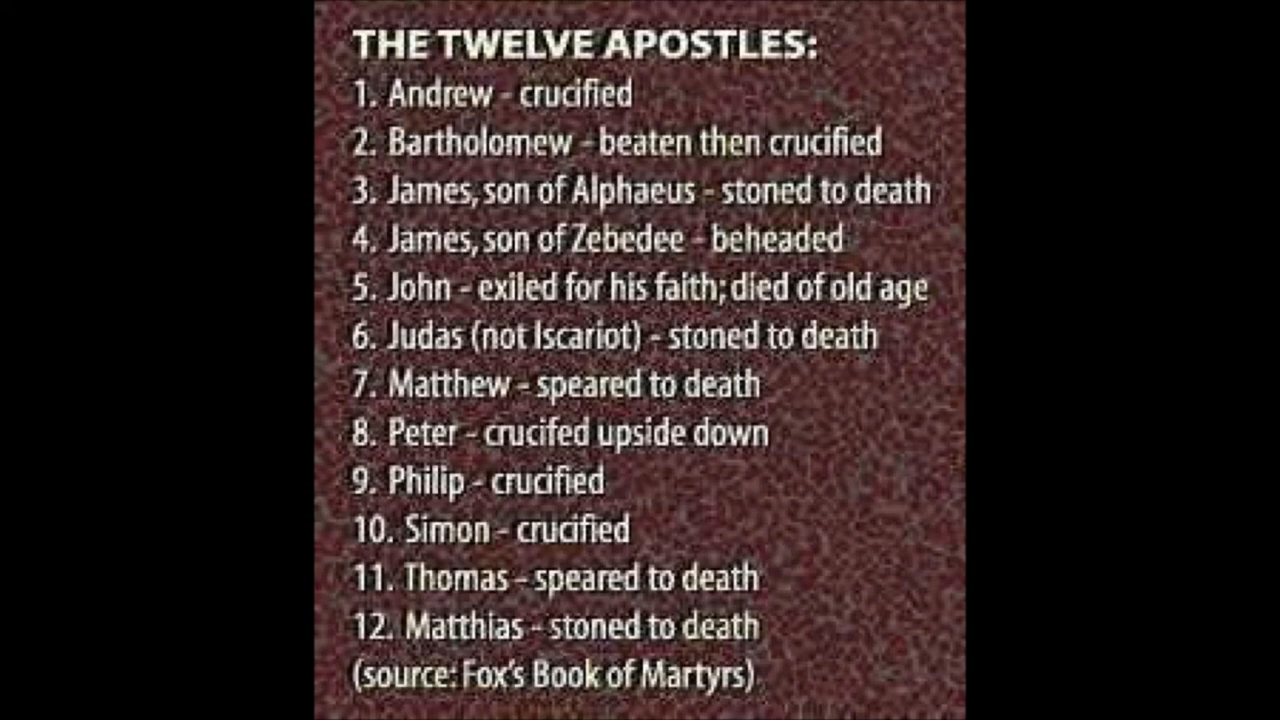 THE TWELVE APOSTLES:
1. Andrew - crucified
2. Bartholomew - beaten then crucified
3. James, son of Alphaeus - stoned to death
4. James, son of Zebedee - beheaded
5. John - exiled for his faith; died of old age
6. Judas (not Iscariot) - stoned to death
7. Matthew - speared to death
8. Peter - crucifed upside down
9. Philip - crucified
10. Simon - crucified
11. Thomas - speared to death
12. Matthias - stoned to death
(source: Fox's Book of Martyrs)